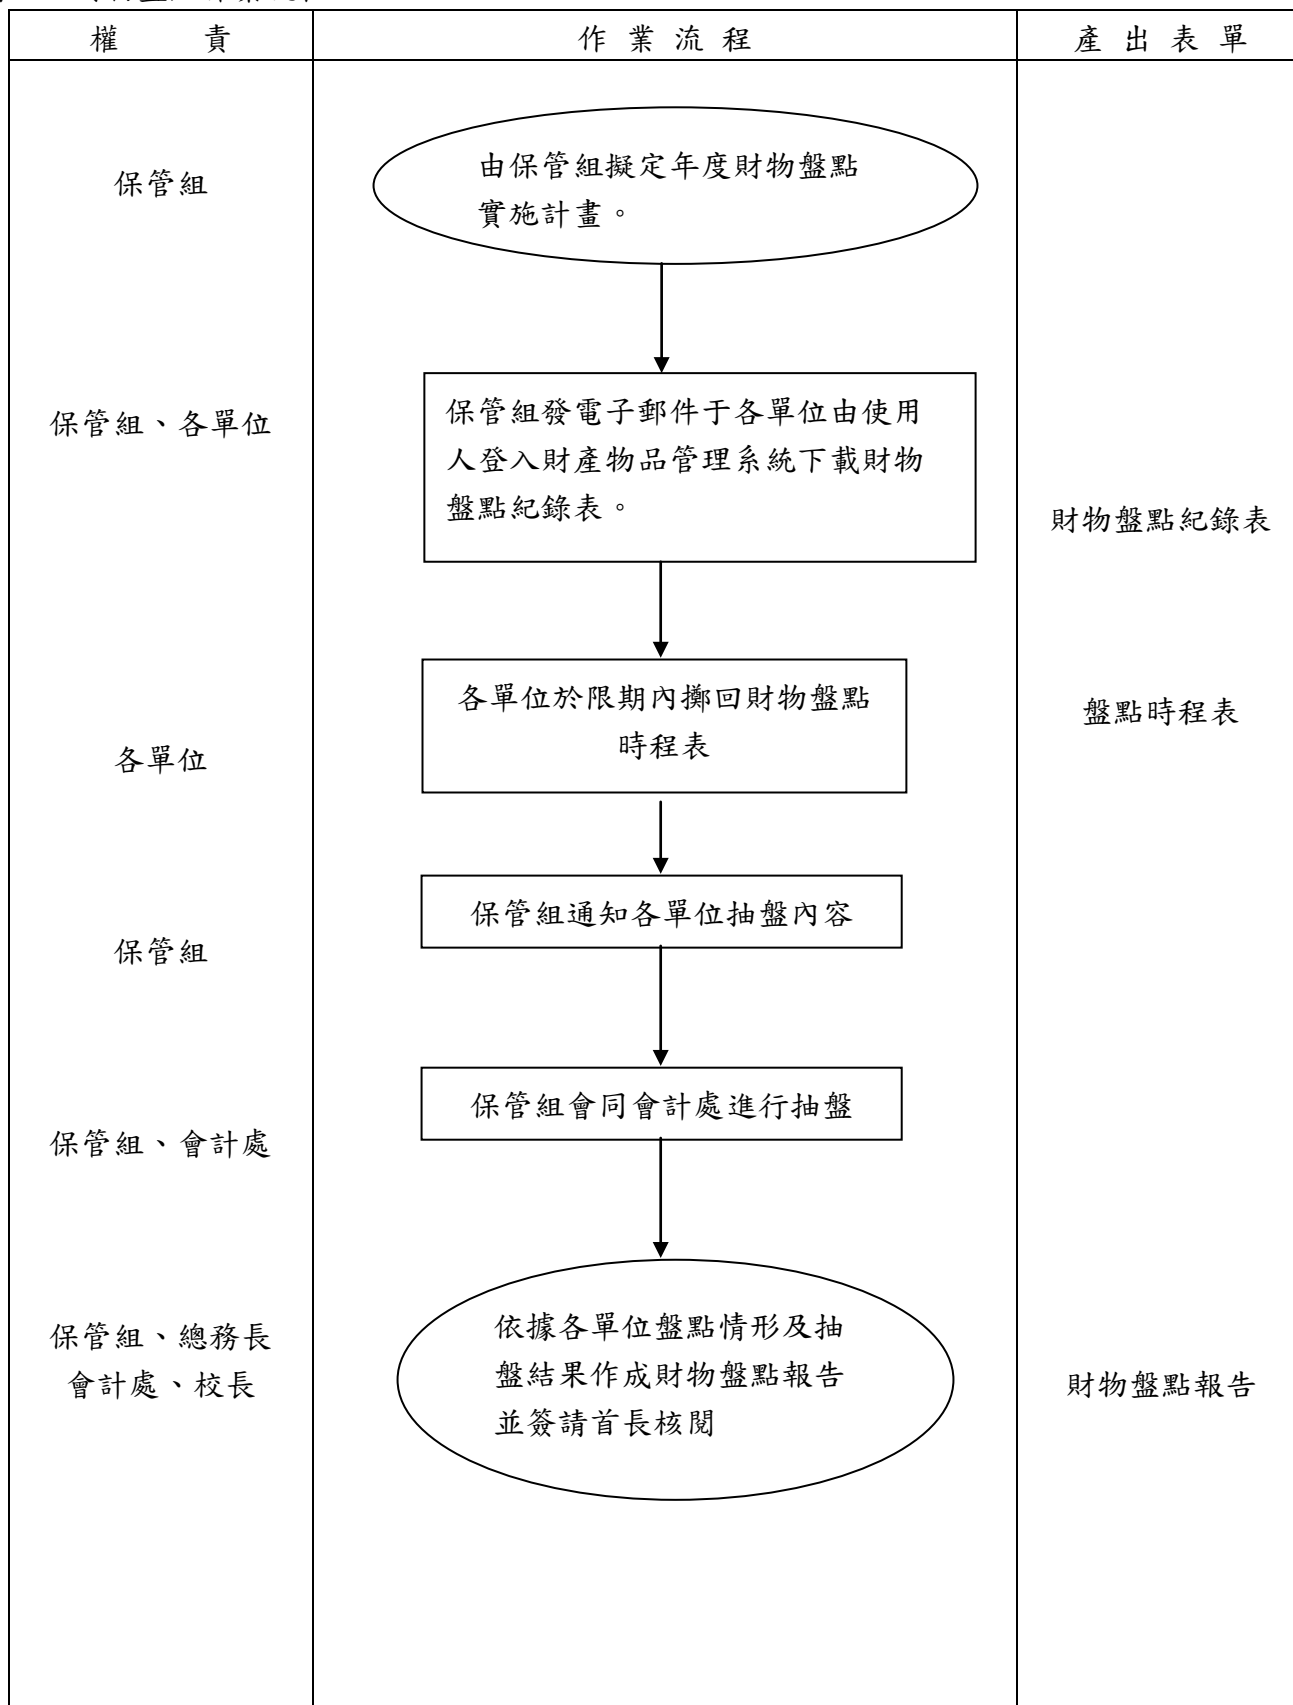 權 責
作 業 流 程
產 出 表 單
保管組
由保管組擬定年度財物盤點
實施計畫。
保管組、各單位
保管組發電子郵件于各單位由使用
人登入財產物品管理系統下載財物
盤點紀錄表。
財物盤點紀錄表
各單位於限期內擲回財物盤點
時程表
盤點時程表
各單位
保管組通知各單位抽盤內容
保管組
保管組會同會計處進行抽盤
保管組、會計處
依據各單位盤點情形及抽
盤結果作成財物盤點報告
並簽請首長核閱
保管組、總務長
會計處、校長
財物盤點報告